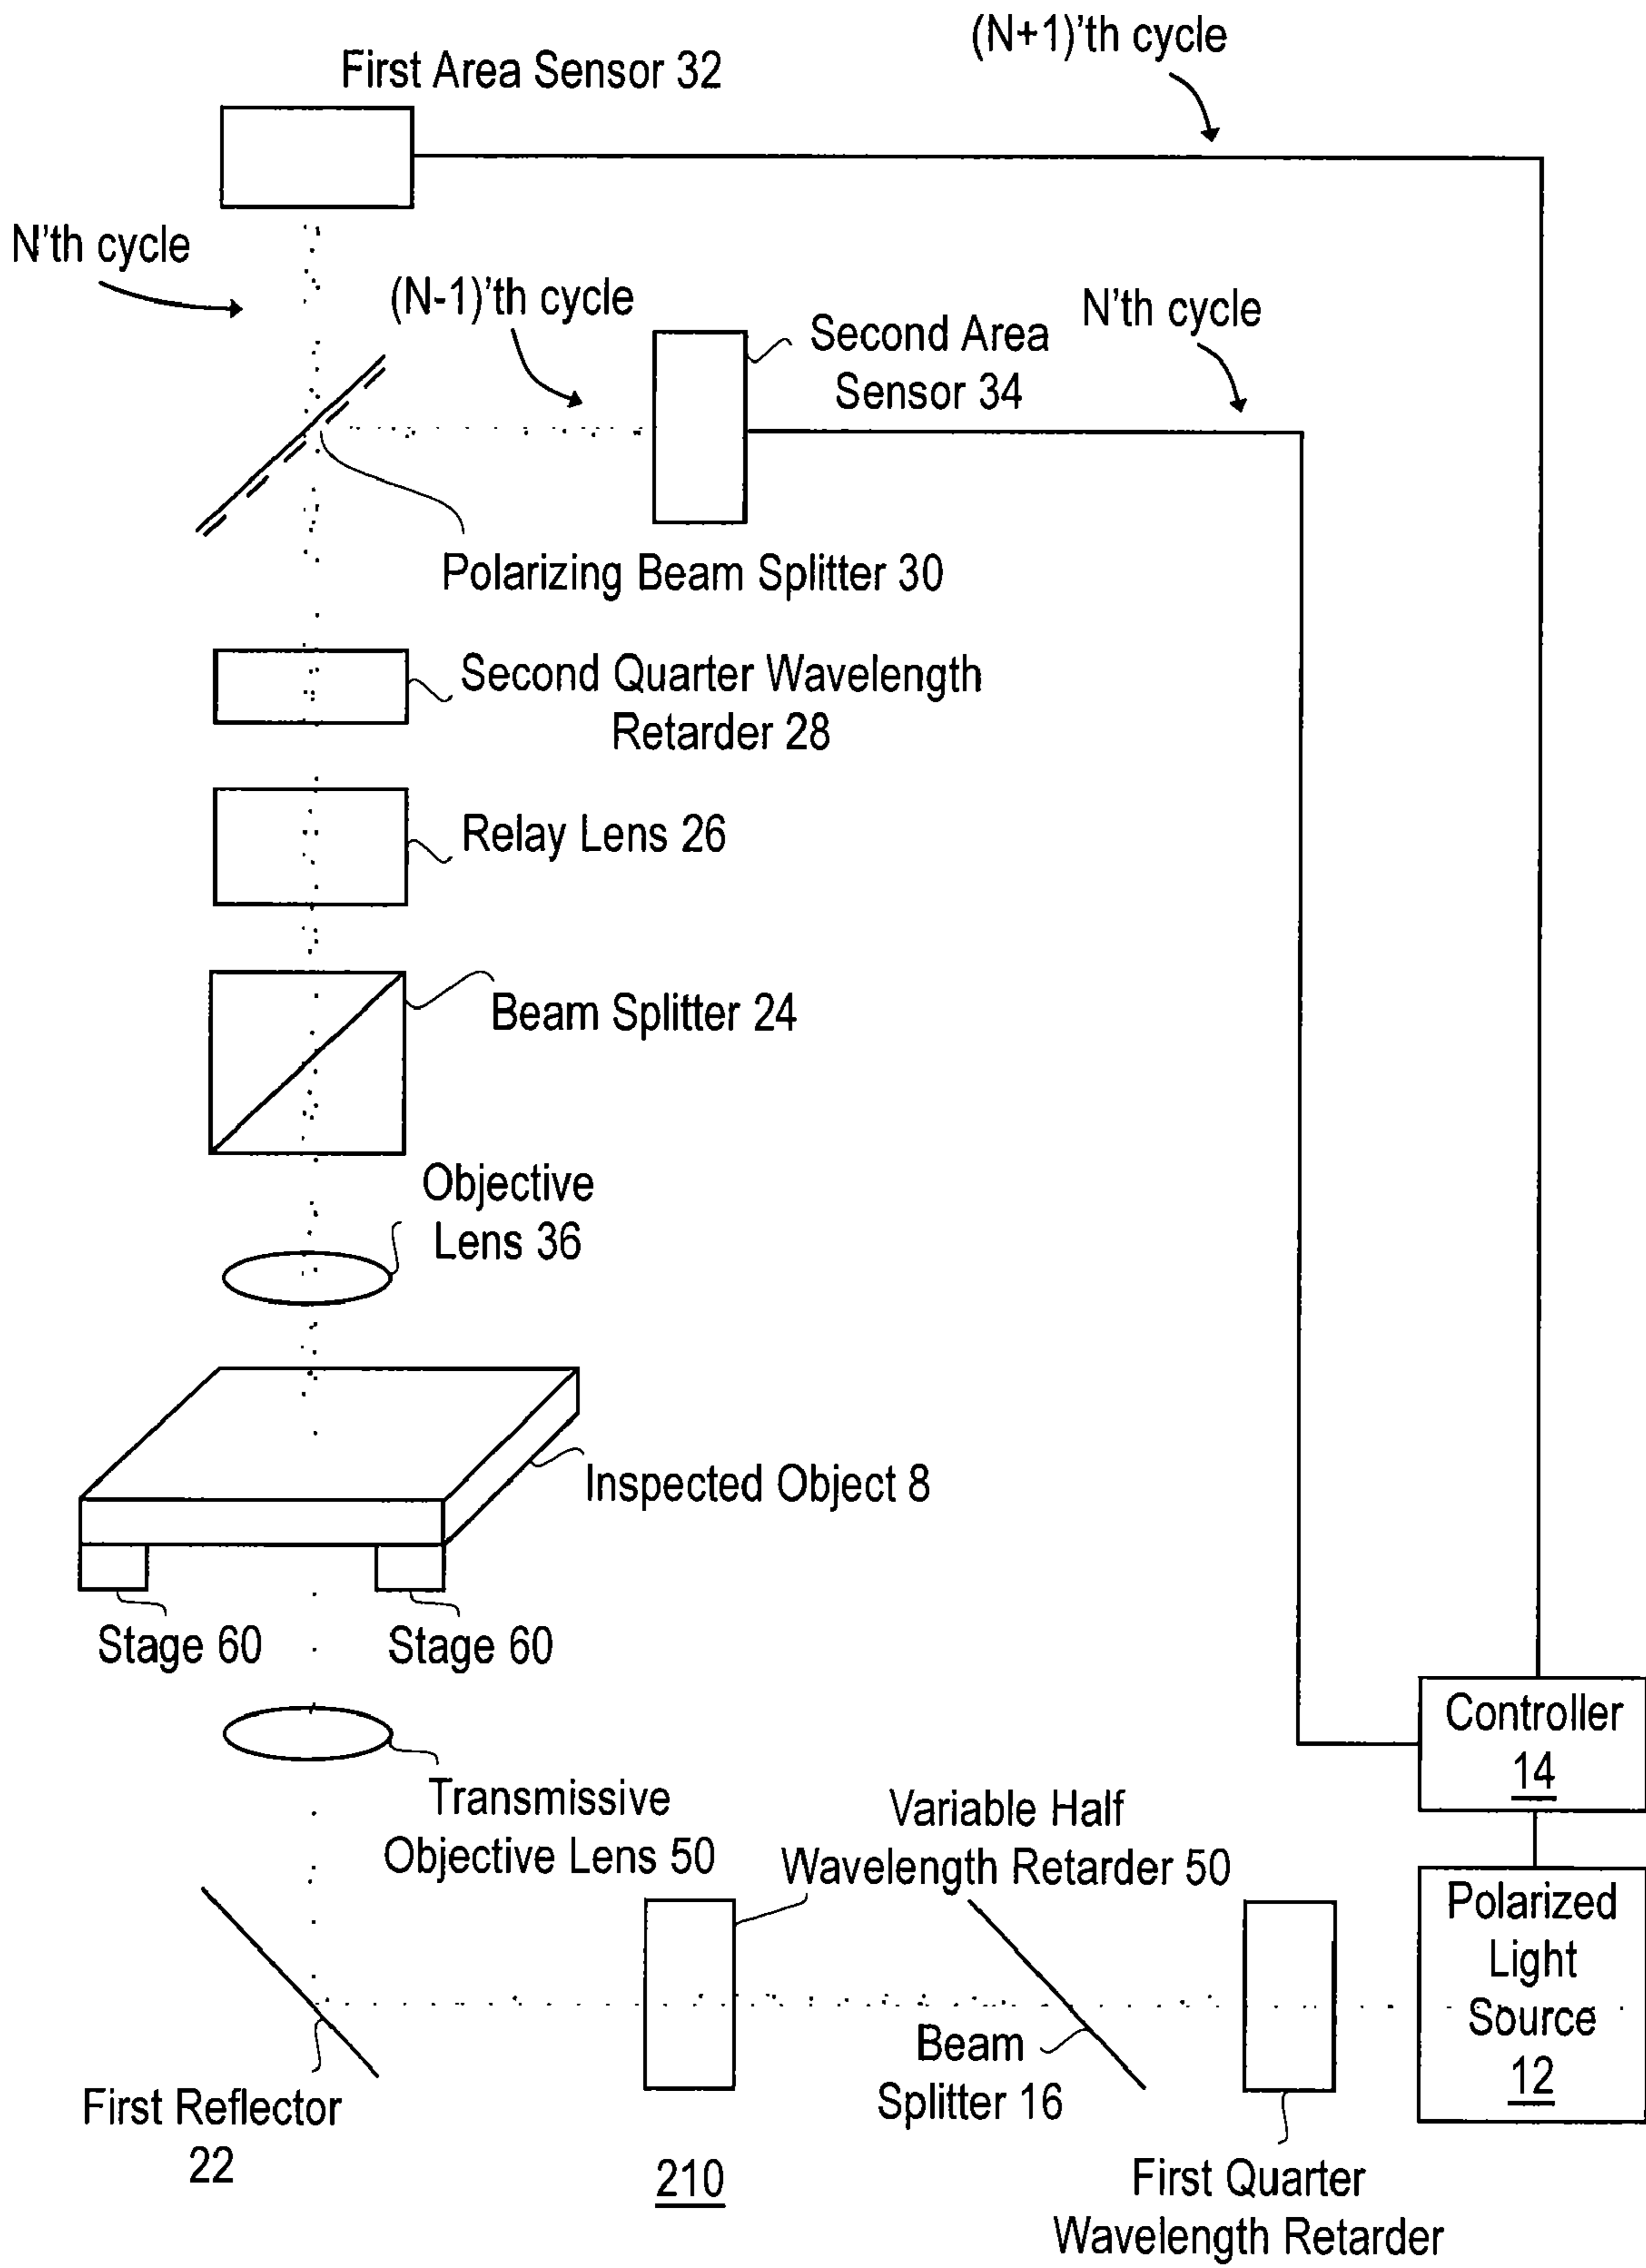 (N+1)'th cycle
First Area Sensor 32
N'th cycle
(N-1)'th cycle
Second Area
Sensor 34
N'th cycle
Polarizing Beam Splitter 30
Second Quarter Wavelength
Retarder 28
Relay Lens 26
Beam Splitter 24
Objective
Lens 36
Inspected Object 8
Stage 60
Stage 60
Controller
14
Transmissive
Objective Lens 50
Variable Half
Wavelength Retarder 50
Polarized
Light
Source
12
Beam
Splitter 16
First Reflector
22
210
First Quarter
Wavelength Retarder